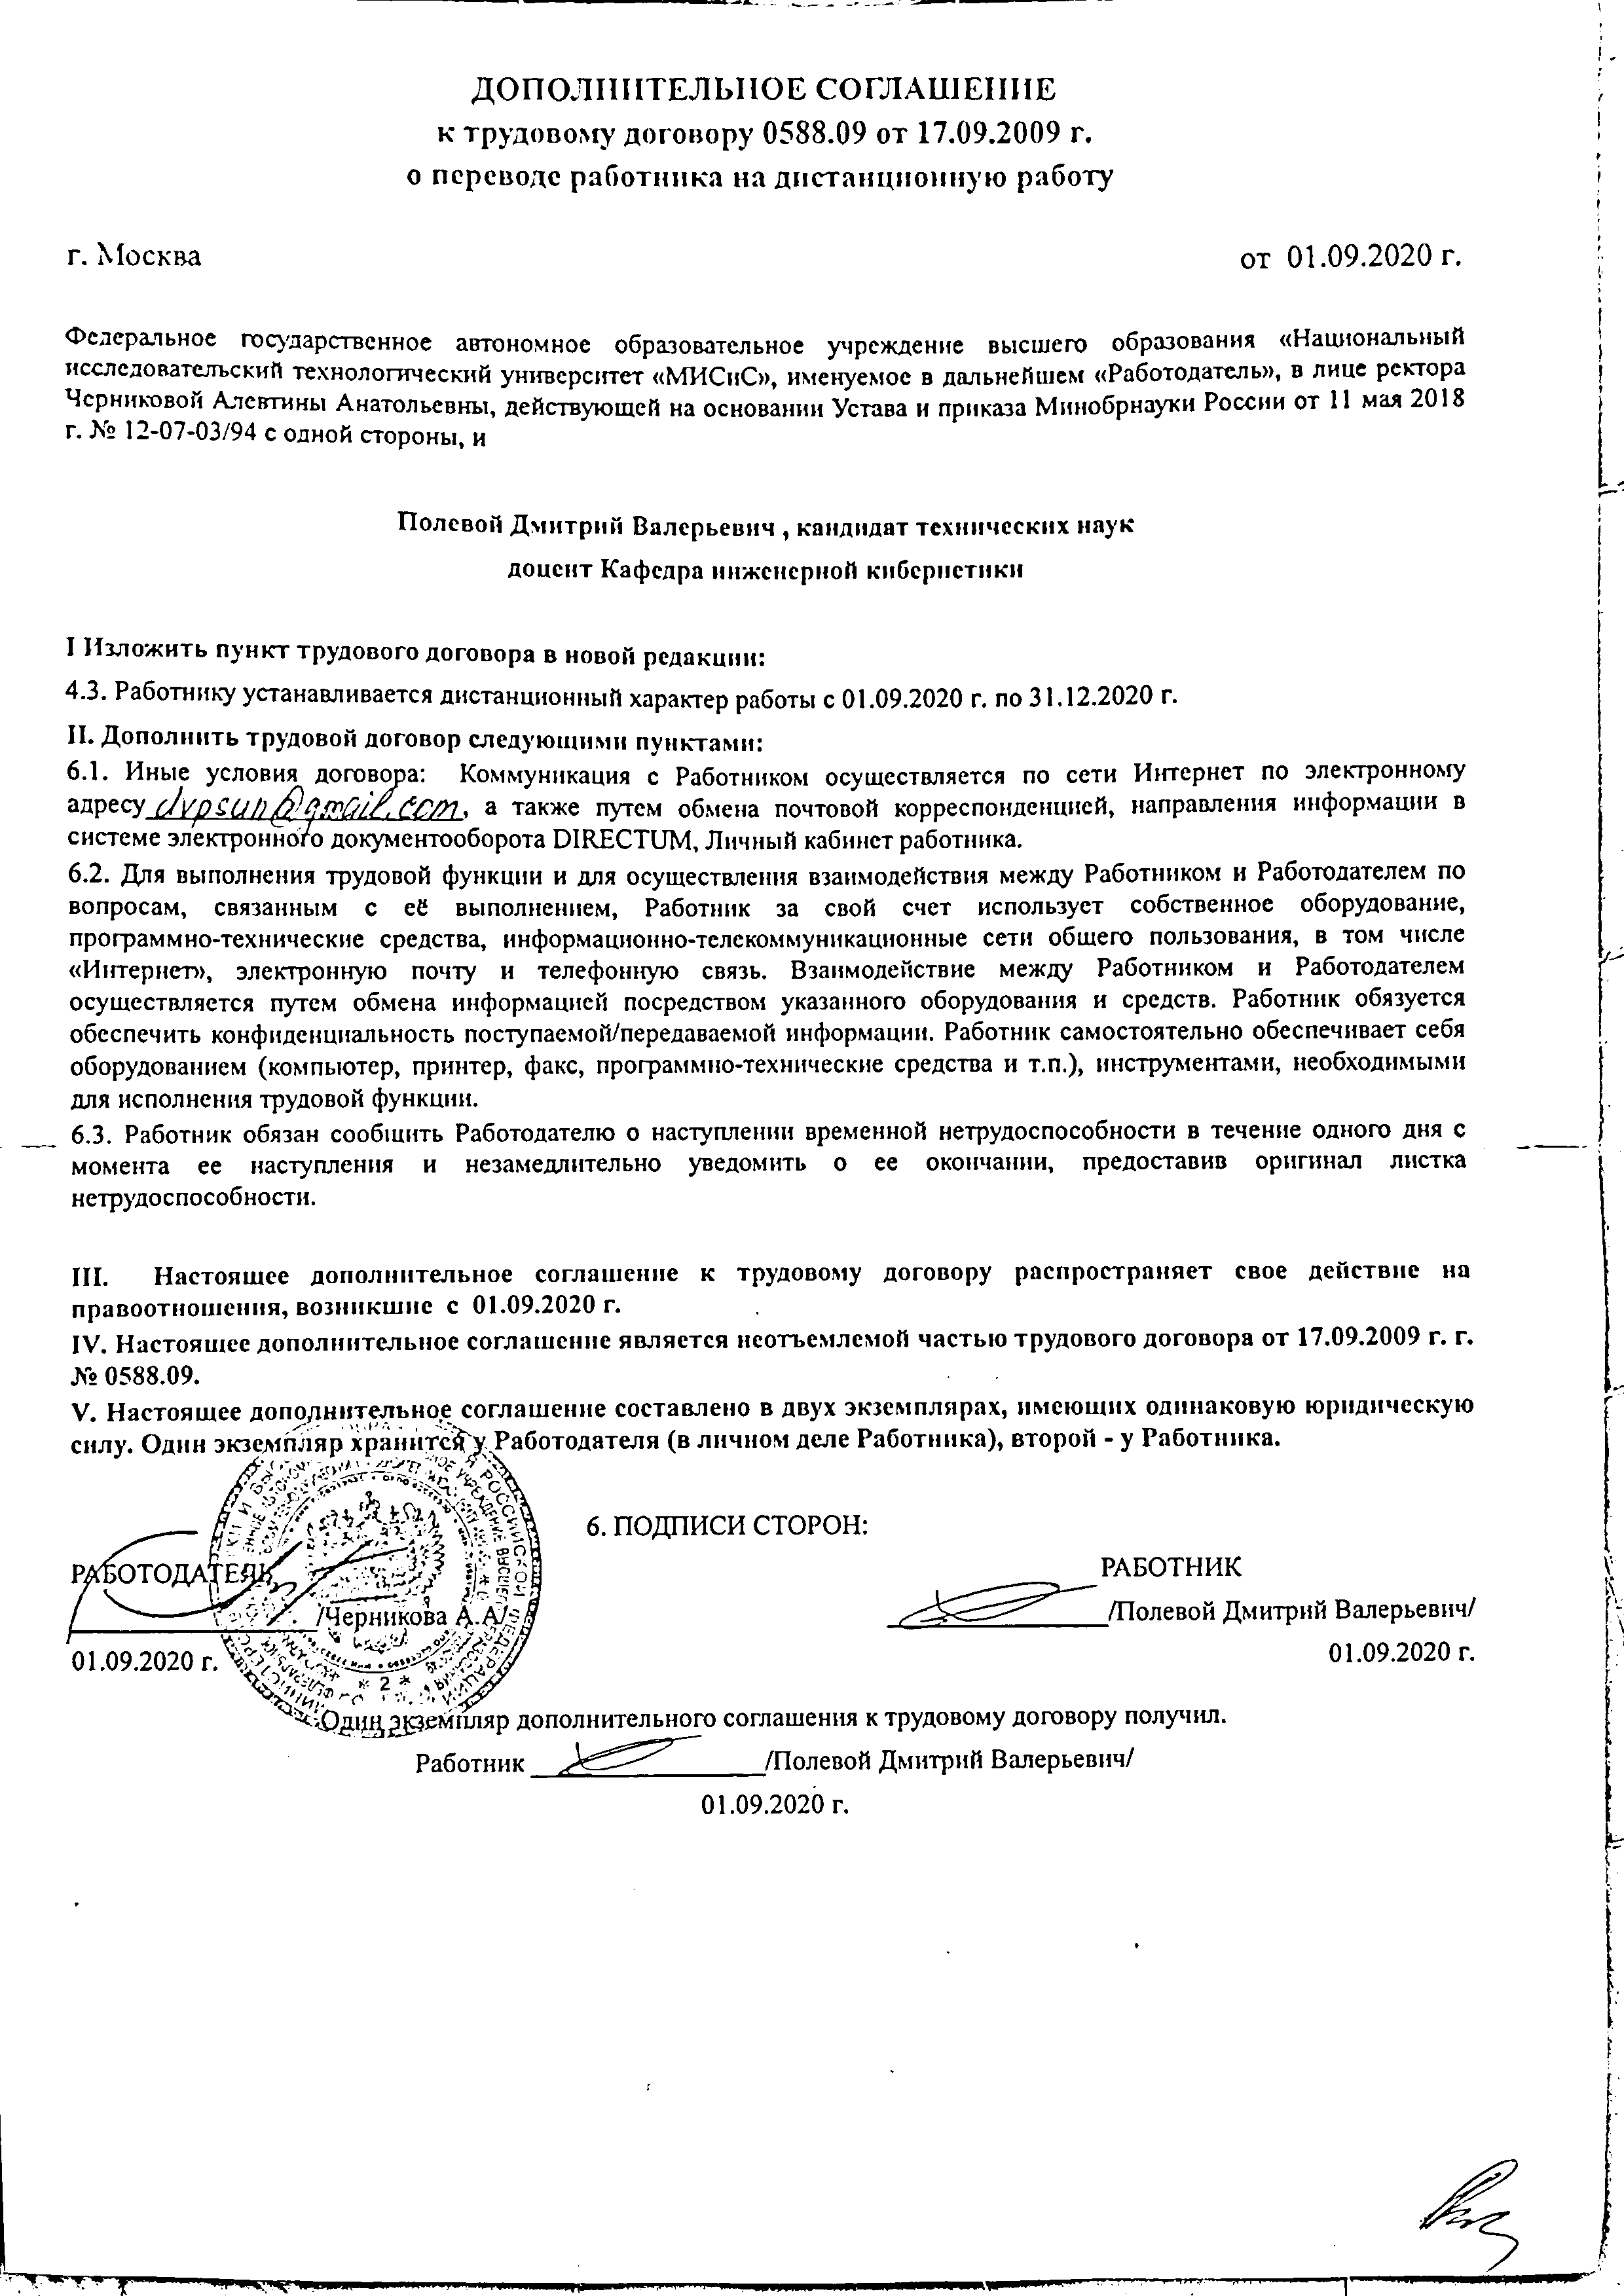 ДОПОЛНИТЕЛЬНОЕ СОГЛАШЕНИЕ
к трудовому договору 0588.09 от 17.09.2009 г.
о переводе работника на дистанционную работу
г. Москва от 01.09.2020 г.
Федеральное государственное автономное образовательное учреждение высшего образования «Национальный
исследовательский технологический университет «МИСиС», именуемое в дальнейшем «Работодатель», в лице ректора
Черниковой Алевтины Анатольевны, действующей на основании Устава и приказа Минобрнауки России от 11 мая 2018
г. № 12-07-03/94 с одной стороны, и
Полевой Дмитрий Валерьевич , кандидат технических наук
доцент Кафедра инженерной кибернетики
I Изложить пункт трудового договора в новой редакции:
4.3. Работнику устанавливается дистанционный характер работы с 01.09.2020 г. по 31.12.2020 г.
II. Дополнить трудовой договор следующими пунктами:
6.1. Иные условия договора: Коммуникация с Работником осуществляется по сети Интернет по электронному
адресу dvpsun@gmail.com, а также путем обмена почтовой корреспонденцией, направления информации в
системе электронного документооборота DIRECTUM, Личный кабинет работника.
6.2. Для выполнения трудовой функции и для осуществления взаимодействия между Работником и Работодателем по
вопросам, связанным с её выполнением, Работник за свой счет использует собственное оборудование,
программно-технические средства, информационно-телекоммуникационные сети общего пользования, в том числе
«Интернет», электронную почту и телефонную связь. Взаимодействие между Работником и Работодателем
осуществляется путем обмена информацией посредством указанного оборудования и средств. Работник обязуется
обеспечить конфиденциальность поступаемой/передаваемой информации. Работник самостоятельно обеспечивает себя
оборудованием (компьютер, принтер, факс, программно-технические средства и т.п.), инструментами, необходимыми
для исполнения трудовой функции.
6.3. Работник обязан сообщить Работодателю о наступлении временной нетрудоспособности в течение одного дня с
момента ее наступления и незамедлительно уведомить о ее окончании, предоставив оригинал листка
нетрудоспособности.
III. Настоящее дополнительное соглашение к трудовому договору распространяет свое действие на
правоотношения, возникшие с 01.09.2020 г.
IV. Настоящее дополнительное соглашение является неотъемлемой частью трудового договора от 17.09.2009 г. г.
№ 0588.09.
V. Настоящее дополнительное соглашение составлено в двух экземплярах, имеющих одинаковую юридическую
силу. Один экземпляр хранится у Работодателя (в личном деле Работника), второй - у Работника.
6. ПОДПИСИ СТОРОН:
РАБОТОДАТЕЛЬ РАБОТНИК
/Черникова А.А/ /Полевой Дмитрий Валерьевич/
01.09.2020 г. 01.09.2020 г.
* 2 *
Один экземпляр дополнительного соглашения к трудовому договору получил.
Работник /Полевой Дмитрий Валерьевич/
01.09.2020 г.